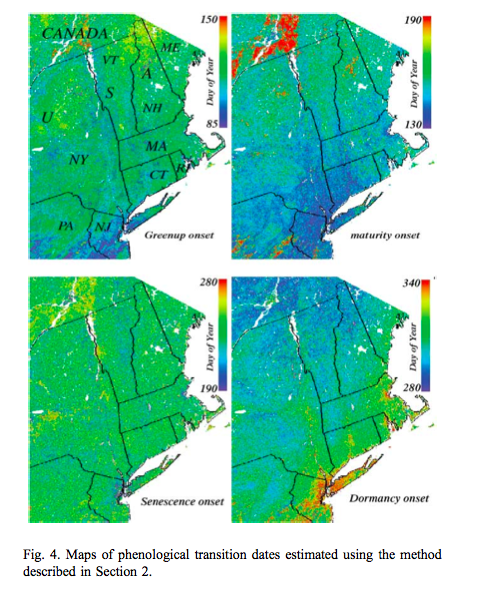 150
CANADA
ME
VT
A
S
NH
U
MA
NY
CT RI
PA NJ
Day of Year
85
Greenup onset
190
Day of Year
130
maturity onset
280
Day of Year
190
Senescence onset
340
Day of Year
280
Dormancy onset
Fig. 4. Maps of phenological transition dates estimated using the method
described in Section 2.